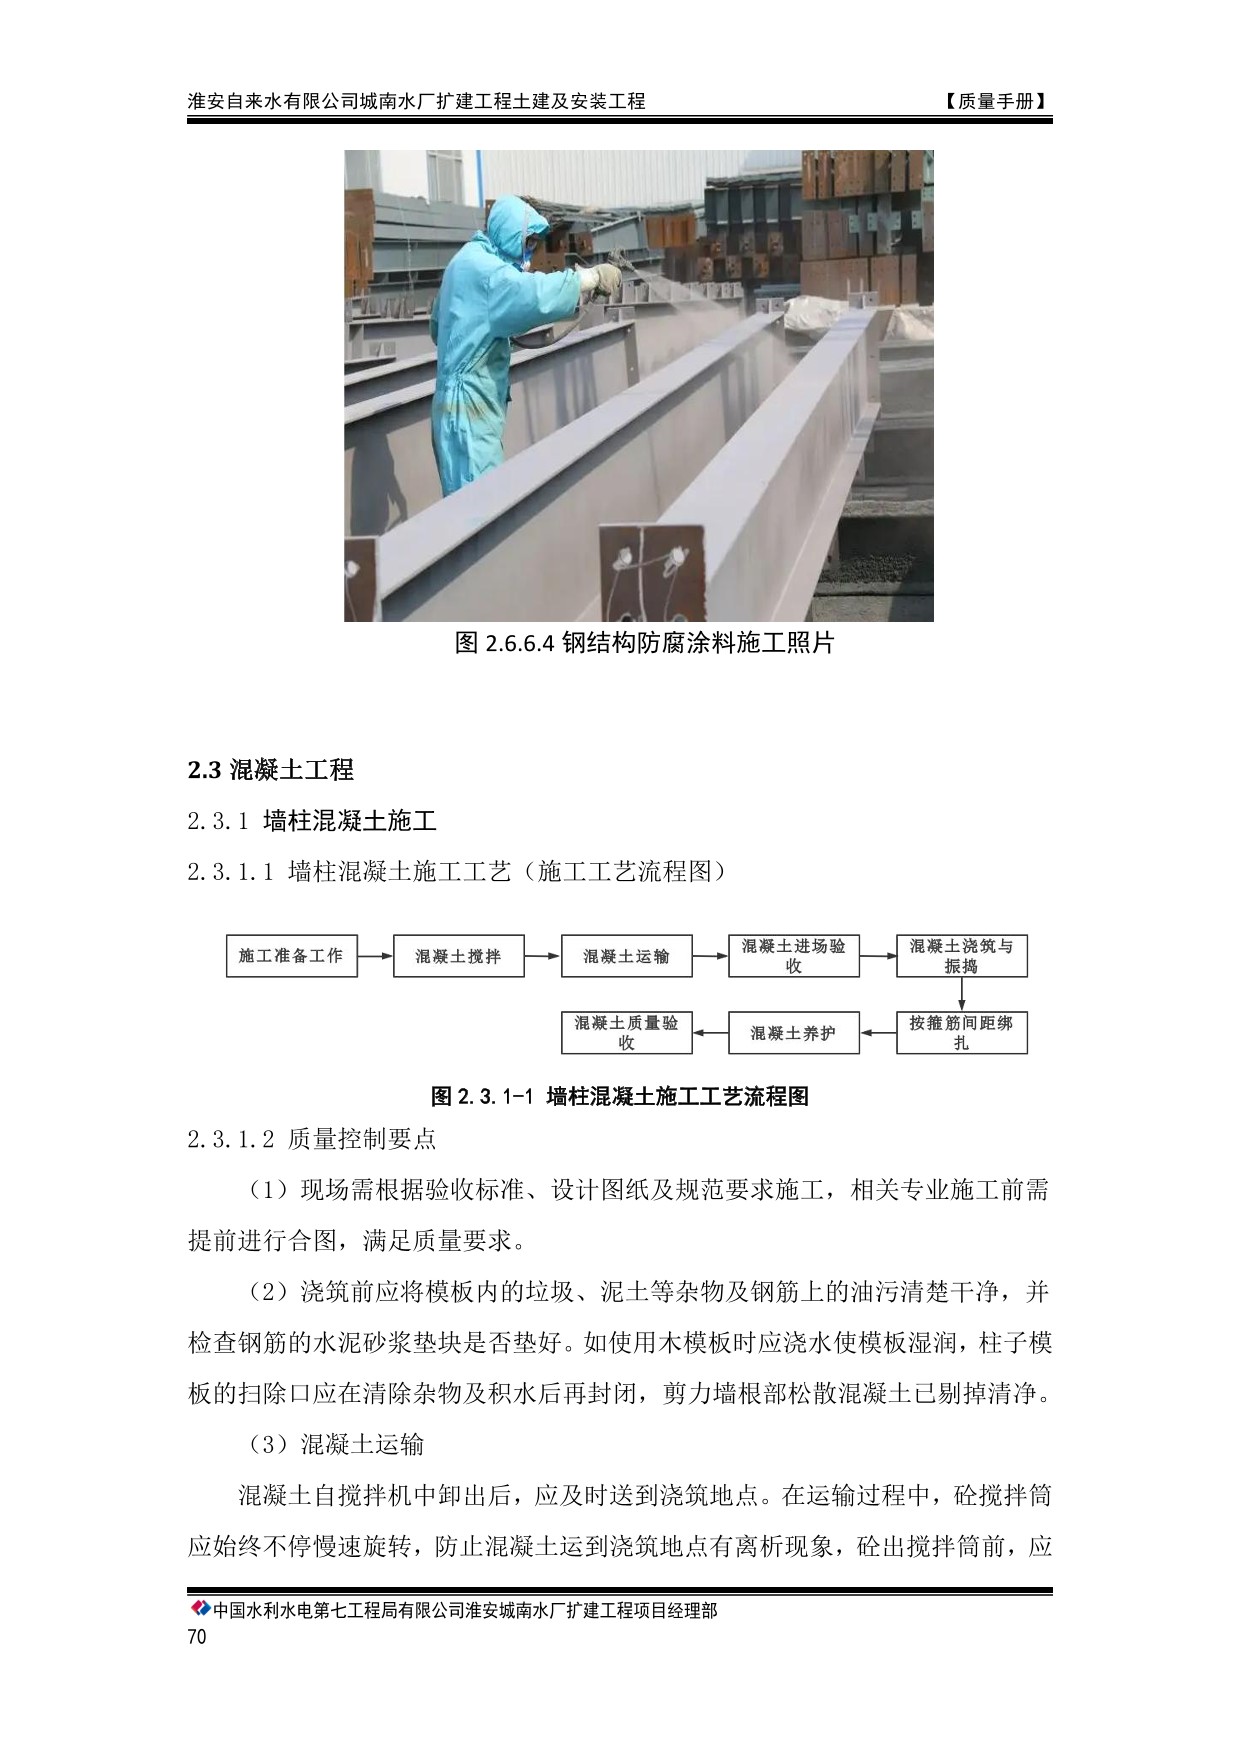 淮安自来水有限公司城南水厂扩建工程土建及安装工程 【质量手册】
图 2.6.6.4 钢结构防腐涂料施工照片
2.3 混凝土工程
2.3.1 墙柱混凝土施工
2.3.1.1 墙柱混凝土施工工艺（施工工艺流程图）
施工准备工作
混凝土搅拌
混凝土运输
混凝土进场验
收
混凝土浇筑与
振捣
按箍筋间距绑
扎
混凝土养护
混凝土质量验
收
图2.3.1-1 墙柱混凝土施工工艺流程图
2.3.1.2 质量控制要点
（1）现场需根据验收标准、设计图纸及规范要求施工，相关专业施工前需
提前进行合图，满足质量要求。
（2）浇筑前应将模板内的垃圾、泥土等杂物及钢筋上的油污清楚干净，并
检查钢筋的水泥砂浆垫块是否垫好。如使用木模板时应浇水使模板湿润，柱子模
板的扫除口应在清除杂物及积水后再封闭，剪力墙根部松散混凝土已剔掉清净。
（3）混凝土运输
混凝土自搅拌机中卸出后，应及时送到浇筑地点。在运输过程中，砼搅拌筒
应始终不停慢速旋转，防止混凝土运到浇筑地点有离析现象，砼出搅拌筒前，应
中国水利水电第七工程局有限公司淮安城南水厂扩建工程项目经理部
70